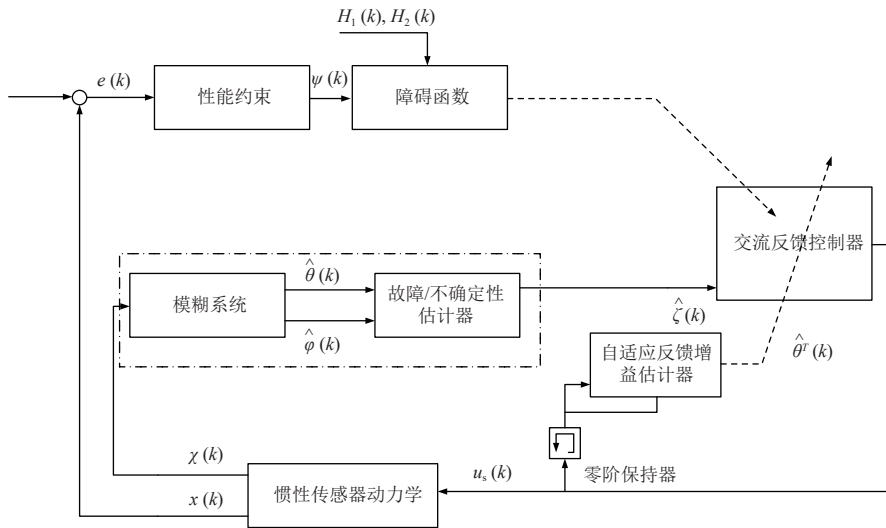 H₁(k), H₂(k)
e(k)
性能约束
ψ(k)
障碍函数
交流反馈控制器
θ̂(k)
模糊系统
故障/不确定性
估计器
φ̂(k)
ζ̂(k)
自适应反馈增
益估计器
θ̂ᵀ(k)
χ(k)
uₛ(k)
零阶保持器
惯性传感器动力学
x(k)